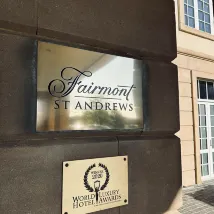 Fairmont
ST ANDREWS
WORLD LUXURY
HOTEL AWARDS